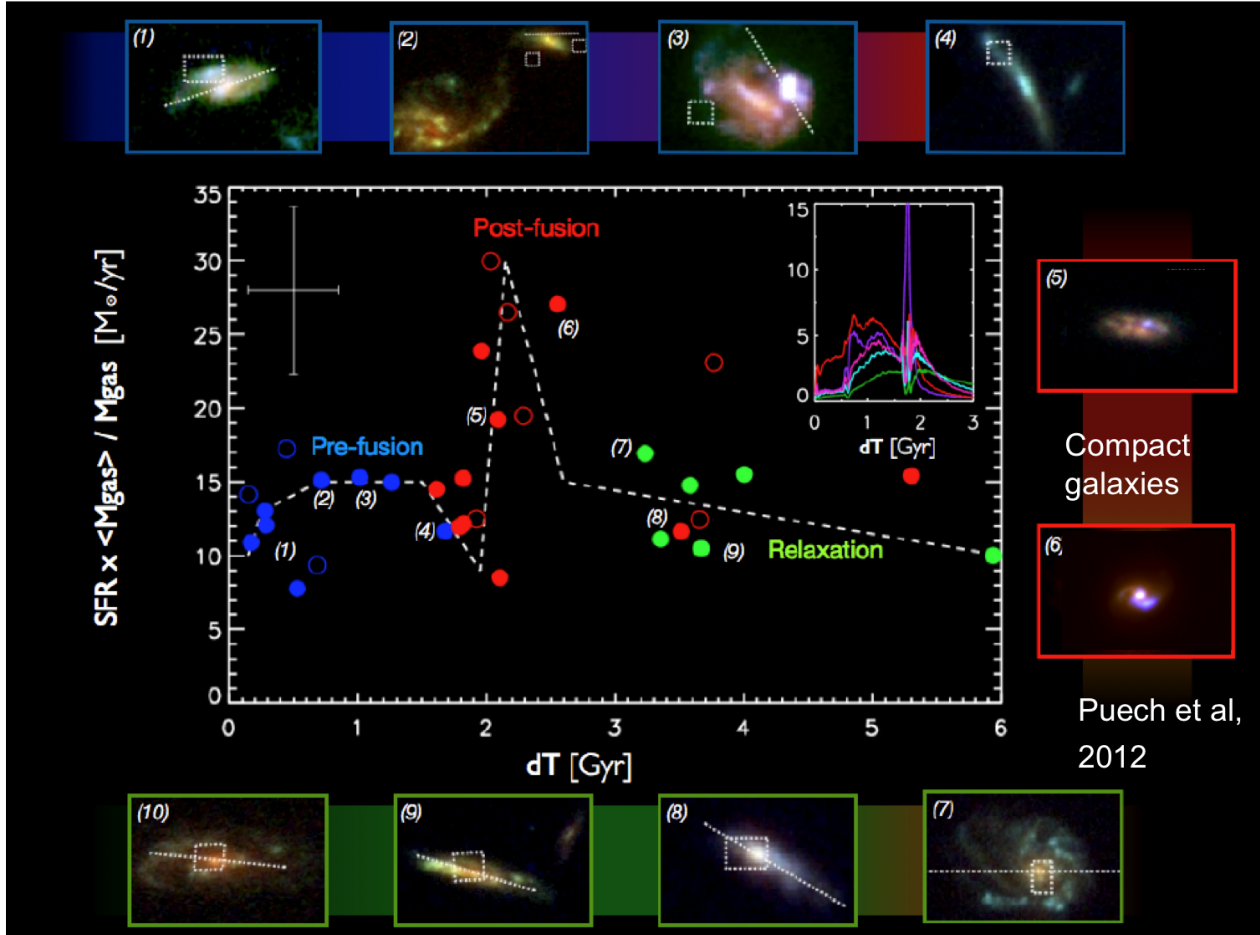 (1)
(2)
(3)
(4)
35
30
25
20
15
10
5
0
SFR x <Mgas> / Mgas [M⊙/yr]
Post-fusion
Pre-fusion
Relaxation
(1)
(2)
(3)
(4)
(5)
(6)
(7)
(8)
(9)
0 1 2 3 4 5 6
dT [Gyr]
15
10
5
0
0 1 2 3
dT [Gyr]
(5)
Compact
galaxies
(6)
Puech et al,
2012
(10)
(9)
(8)
(7)